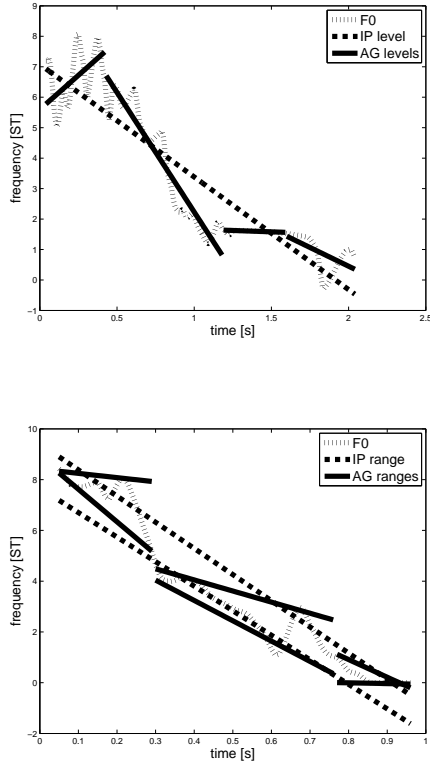 9
8
7
6
5
4
3
2
1
0
−1
0 0.5 1 1.5 2 2.5
frequency [ST]
time [s]
F0
IP level
AG levels
10
8
6
4
2
0
−2
0 0.1 0.2 0.3 0.4 0.5 0.6 0.7 0.8 0.9 1
frequency [ST]
time [s]
F0
IP range
AG ranges